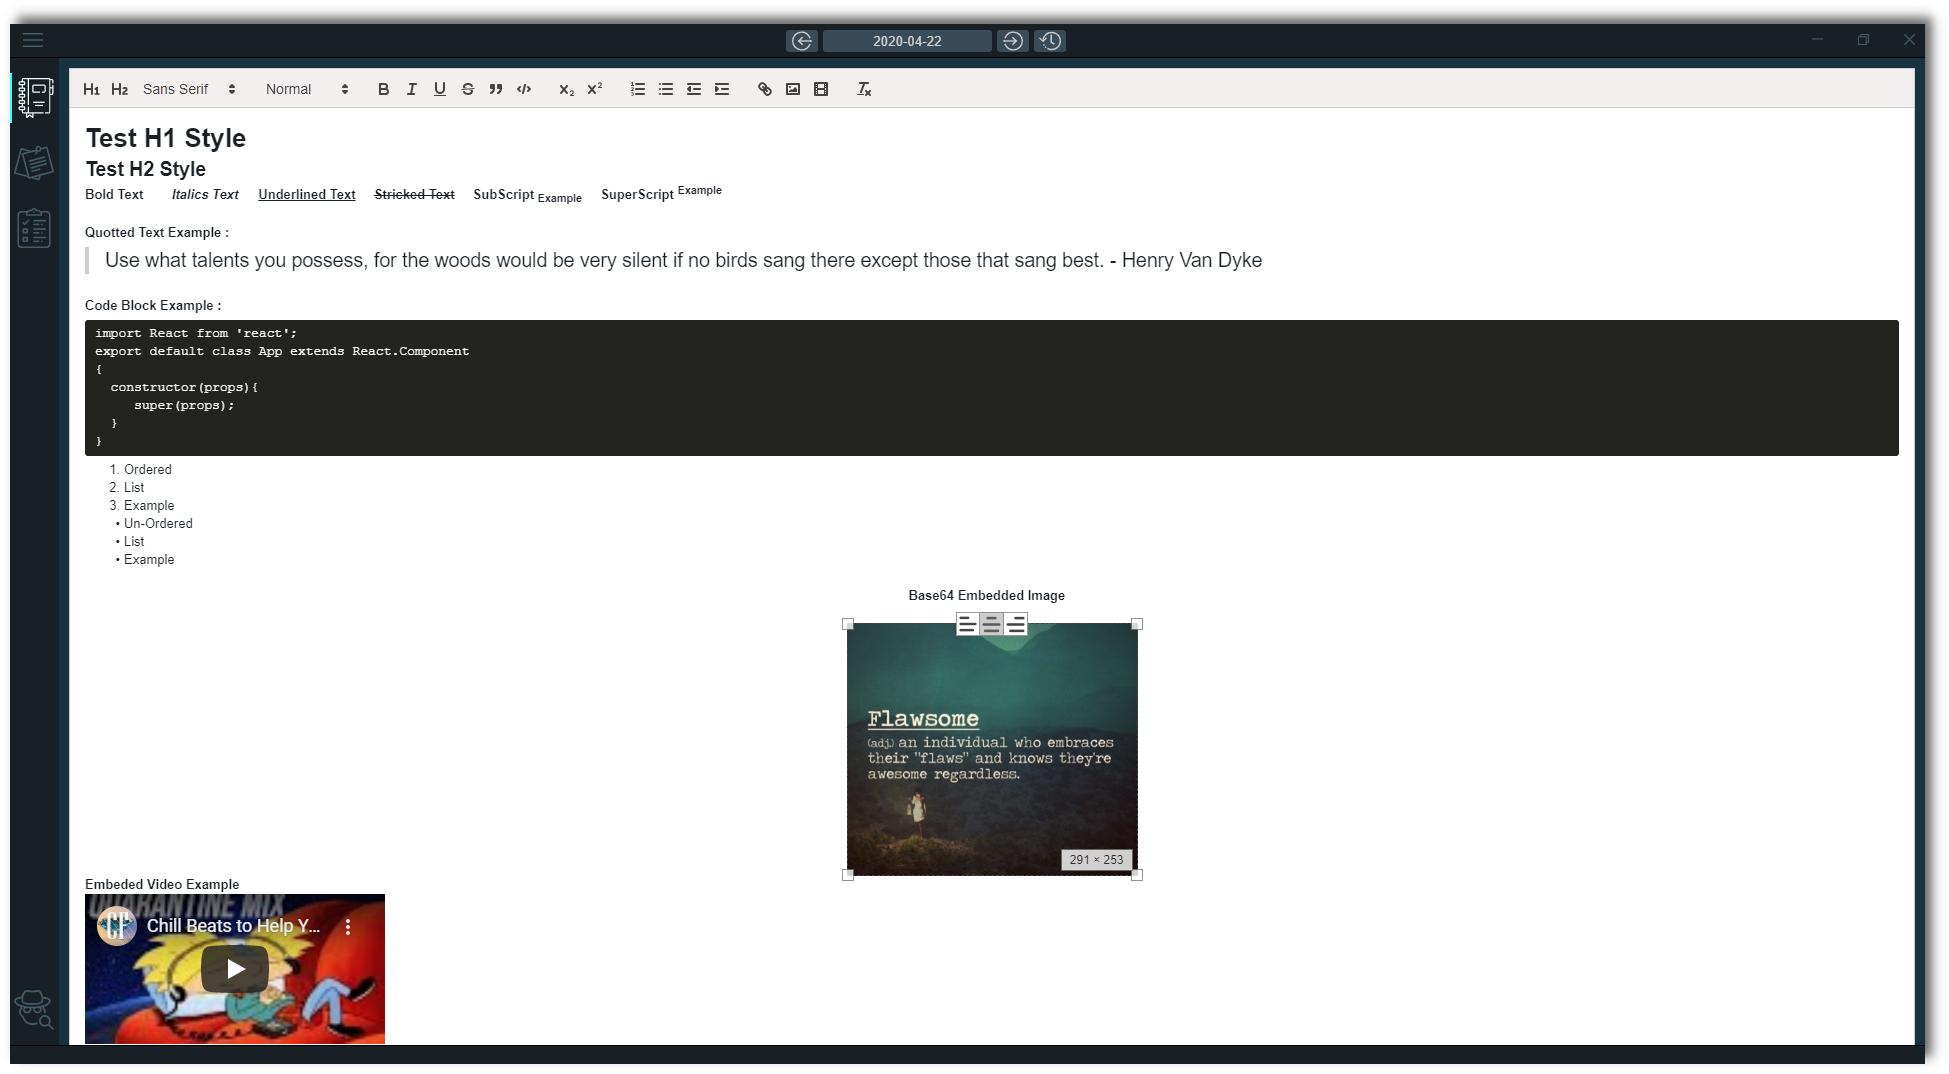 2020-04-22
H1 H2 Sans Serif Normal B I U S ” </> X2 X2 Tx
Test H1 Style
Test H2 Style
Bold Text Italics Text Underlined Text Stricked Text SubScript Example SuperScript Example
Quotted Text Example :
Use what talents you possess, for the woods would be very silent if no birds sang there except those that sang best. - Henry Van Dyke
Code Block Example :
import React from 'react';
export default class App extends React.Component
{
constructor(props){
super(props);
}
}
1. Ordered
2. List
3. Example
• Un-Ordered
• List
• Example
Base64 Embedded Image
Flawsome
(adj.) an individual who embraces
their "flaws" and knows they're
awesome regardless.
291 × 253
Embeded Video Example
QUARANTINE MIX
CF
Chill Beats to Help Y...